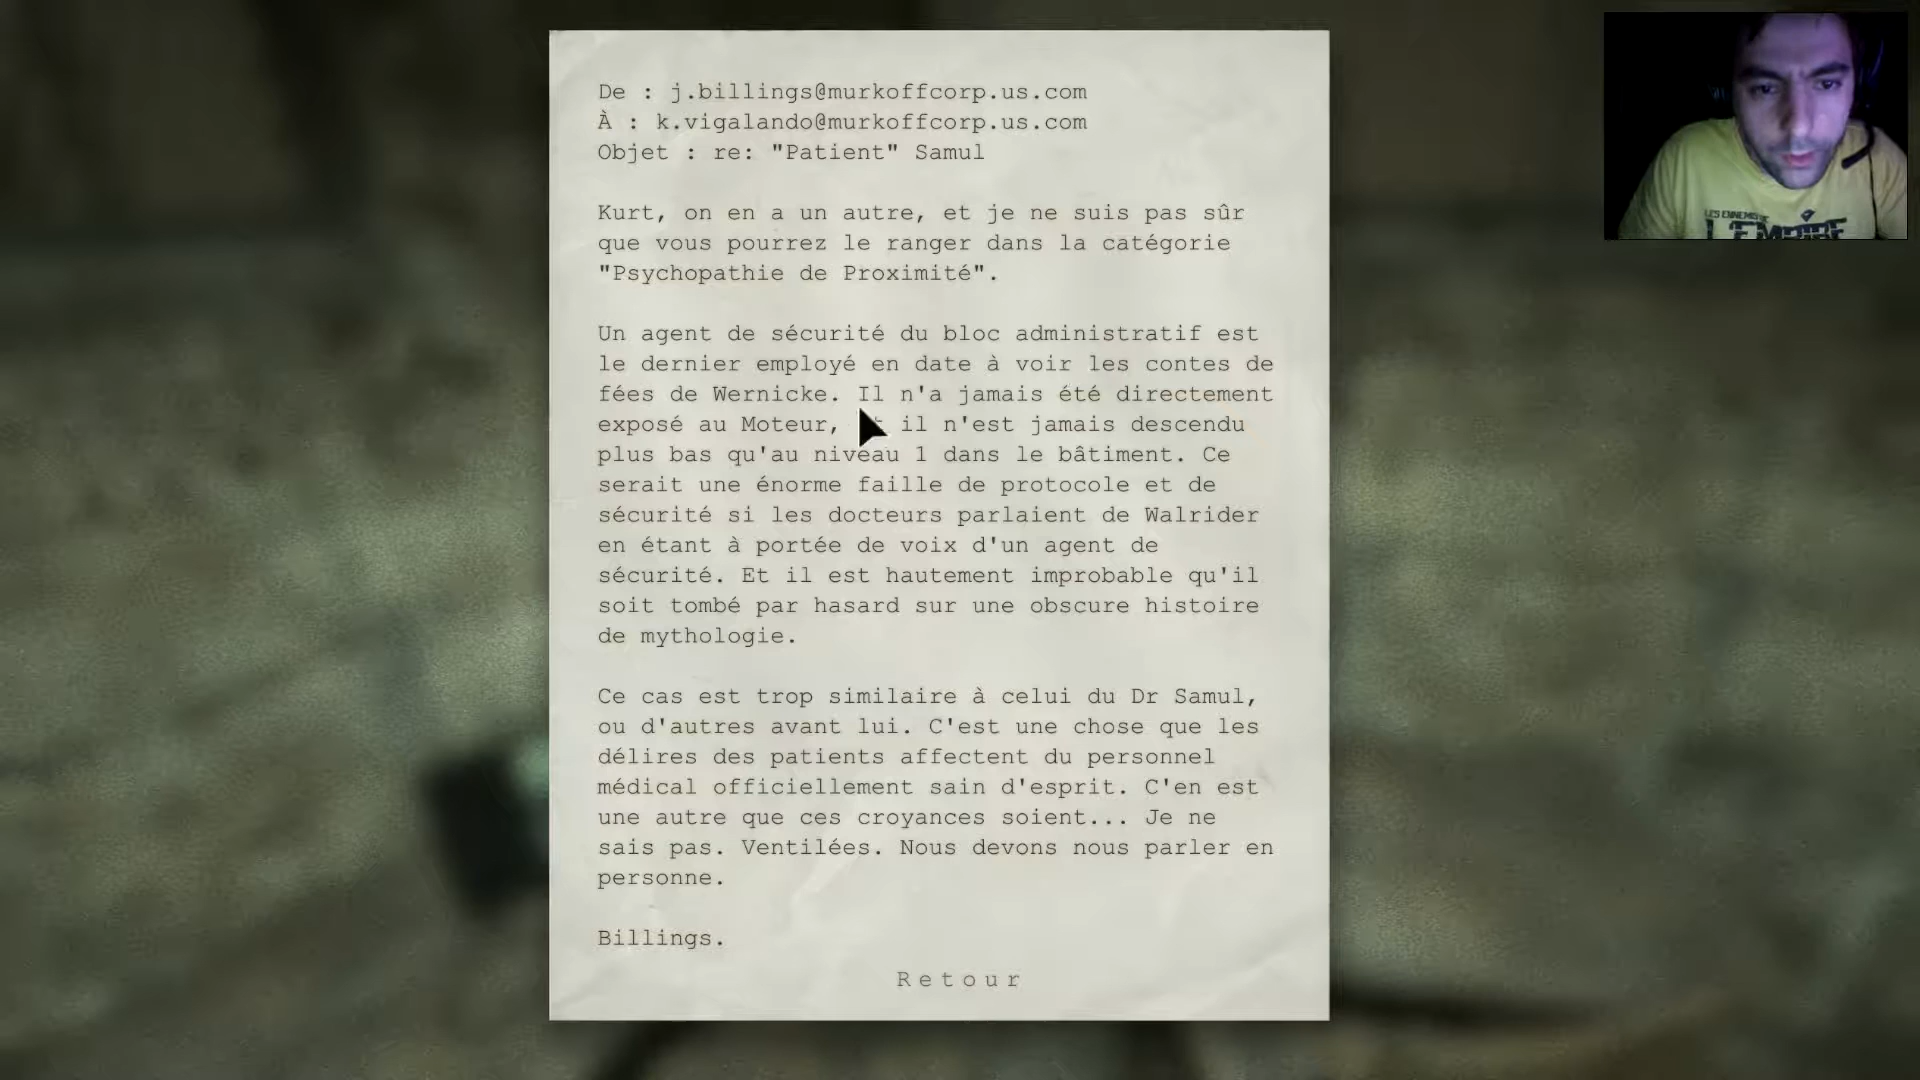 De : j.billings@murkoffcorp.us.com
À : k.vigalando@murkoffcorp.us.com
Objet : re: "Patient" Samul
Kurt, on en a un autre, et je ne suis pas sûr
que vous pourrez le ranger dans la catégorie
"Psychopathie de Proximité".
Un agent de sécurité du bloc administratif est
le dernier employé en date à voir les contes de
fées de Wernicke. Il n'a jamais été directement
exposé au Moteur, il n'est jamais descendu
plus bas qu'au niveau 1 dans le bâtiment. Ce
serait une énorme faille de protocole et de
sécurité si les docteurs parlaient de Walrider
en étant à portée de voix d'un agent de
sécurité. Et il est hautement improbable qu'il
soit tombé par hasard sur une obscure histoire
de mythologie.
Ce cas est trop similaire à celui du Dr Samul,
ou d'autres avant lui. C'est une chose que les
délires des patients affectent du personnel
médical officiellement sain d'esprit. C'en est
une autre que ces croyances soient... Je ne
sais pas. Ventilées. Nous devons nous parler en
personne.
Billings.
Retour
LES ENNEMIS DE
L'EMPIRE